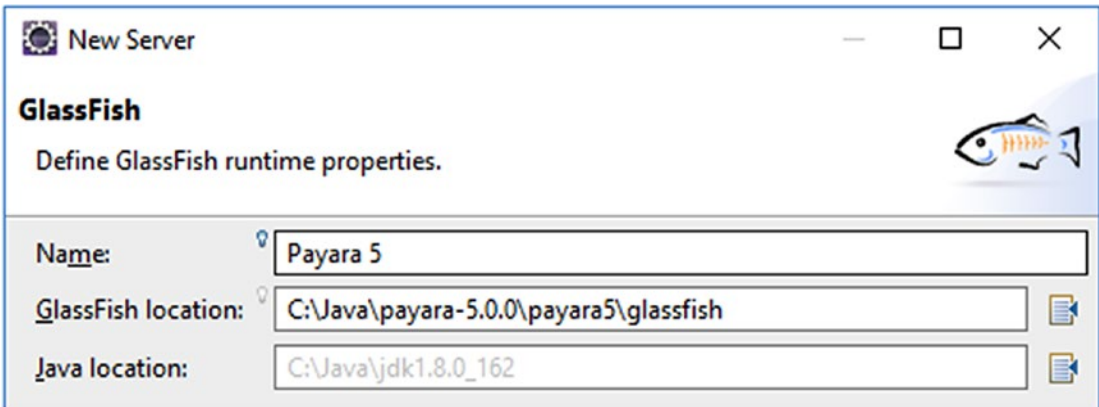 New Server
GlassFish
Define GlassFish runtime properties.
Name: Payara 5
GlassFish location: C:\Java\payara-5.0.0\payara5\glassfish
Java location: C:\Java\jdk1.8.0_162